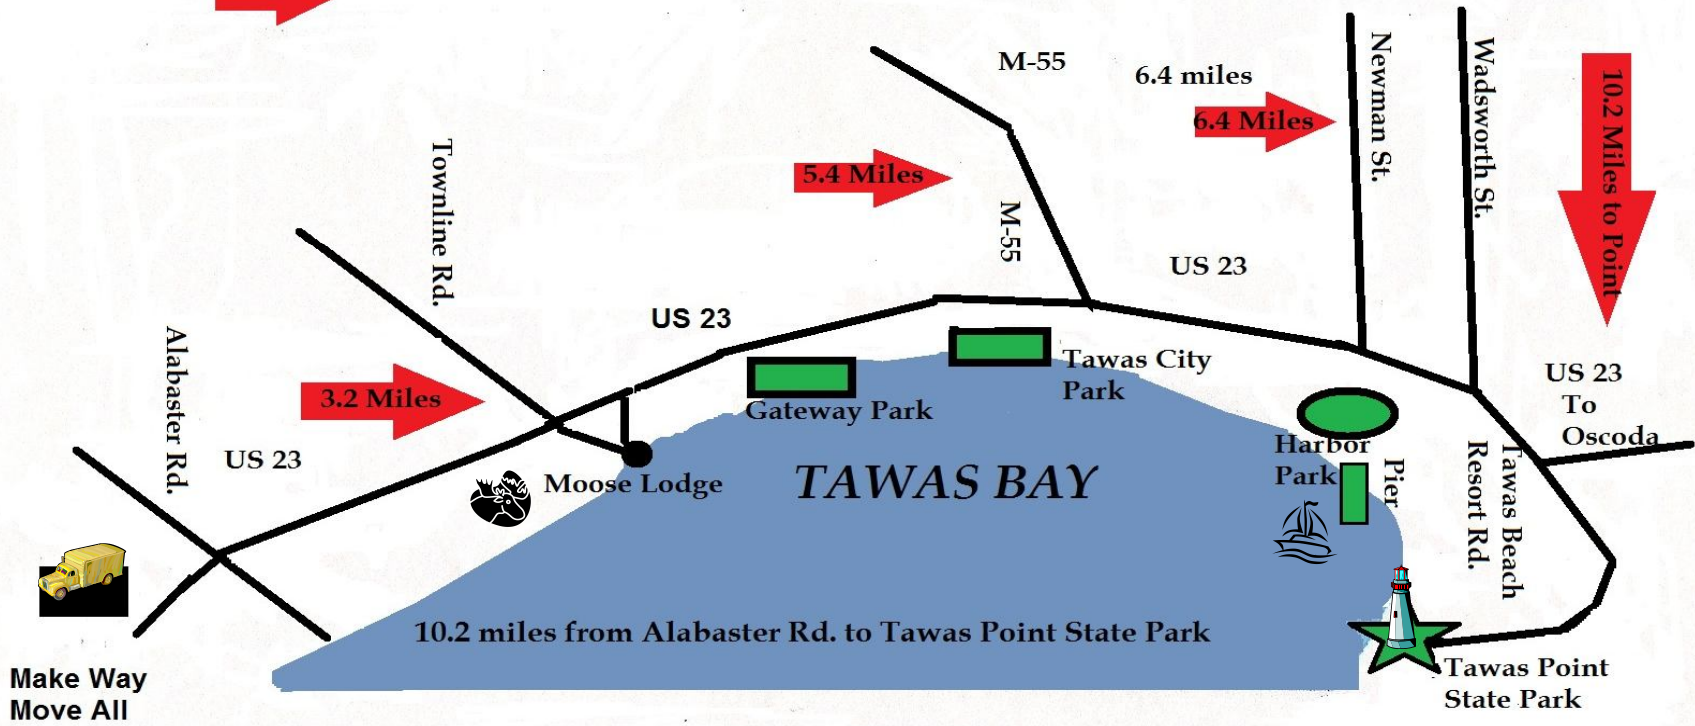 M-55
6.4 miles
6.4 Miles
Newman St.
Wadsworth St.
10.2 Miles to Point
5.4 Miles
M-55
Townline Rd.
US 23
US 23
Alabaster Rd.
3.2 Miles
US 23
Gateway Park
Tawas City
Park
US 23
To
Oscoda
Harbor
Park
Pier
Tawas Beach
Resort Rd.
Moose Lodge
TAWAS BAY
10.2 miles from Alabaster Rd. to Tawas Point State Park
Tawas Point
State Park
Make Way
Move All